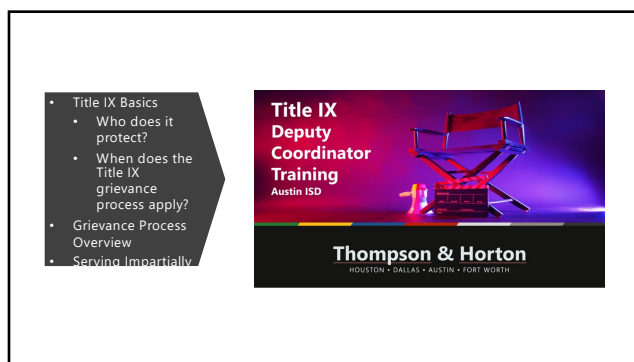 • Title IX Basics
• Who does it
protect?
• When does the
Title IX
grievance
process apply?
• Grievance Process
Overview
• Serving Impartially
Title IX
Deputy
Coordinator
Training
Austin ISD
Thompson & Horton
HOUSTON • DALLAS • AUSTIN • FORT WORTH